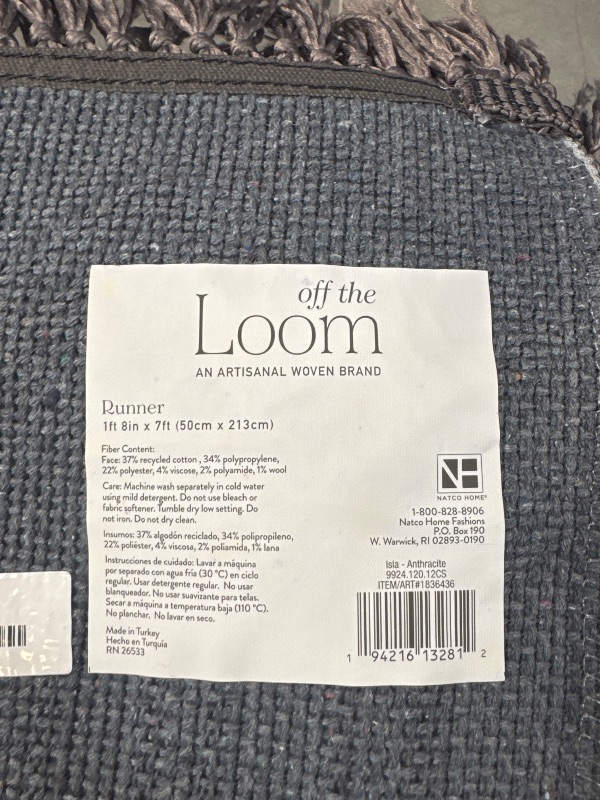 off the
Loom
AN ARTISANAL WOVEN BRAND
Runner
1ft 8in x 7ft (50cm x 213cm)
Fiber Content:
Face: 37% recycled cotton , 34% polypropylene,
22% polyester, 4% viscose, 2% polyamide, 1% wool
Care: Machine wash separately in cold water
using mild detergent. Do not use bleach or
fabric softener. Tumble dry low setting. Do
not iron. Do not dry clean.
Insumos: 37% algodón reciclado, 34% polipropileno,
22% poliéster, 4% viscosa, 2% poliamida, 1% lana
Instrucciones de cuidado: Lavar a máquina
por separado con agua fría (30 °C) en ciclo
regular. Usar detergente regular. No usar
blanqueador. No usar suavizante para telas.
Secar a máquina a temperatura baja (110 °C).
No planchar. No lavar en seco.
Made in Turkey
Hecho en Turquía
RN 26533
NATCO HOME®
1-800-828-8906
Natco Home Fashions
P.O. Box 190
W. Warwick, RI 02893-0190
Isla - Anthracite
9924.120.12CS
ITEM/ART#1836436
1 94216 13281 2